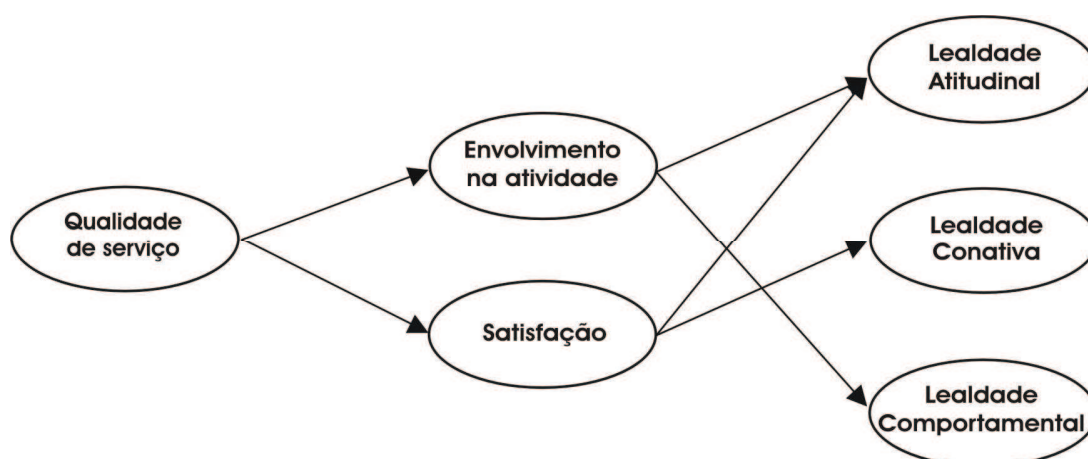 Lealdade
Atitudinal
Envolvimento
na atividade
Qualidade
de serviço
Lealdade
Conativa
Satisfação
Lealdade
Comportamental